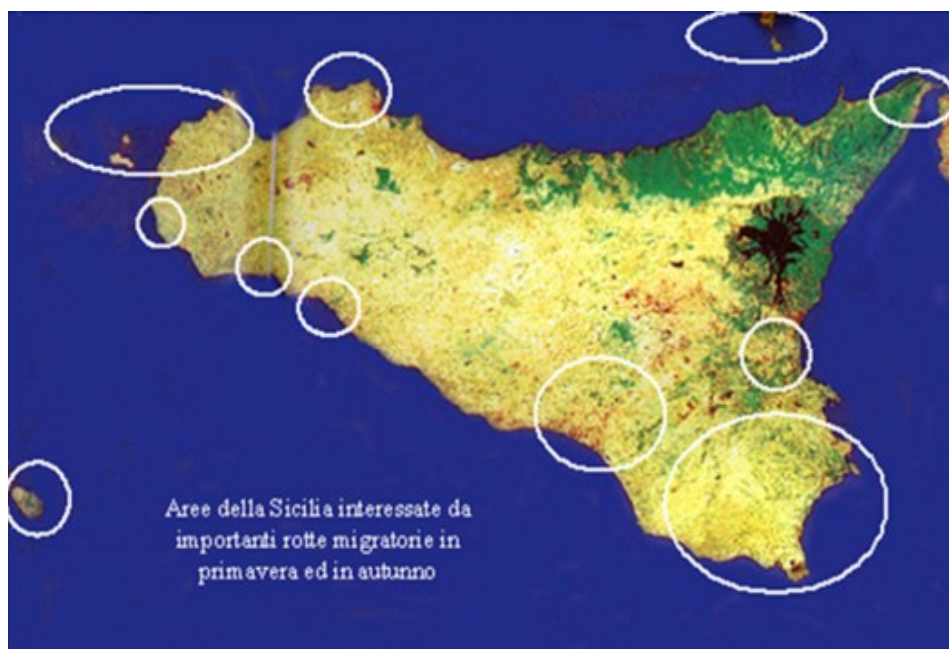 Aree della Sicilia interessate da
importanti rotte migratorie in
primavera ed in autunno